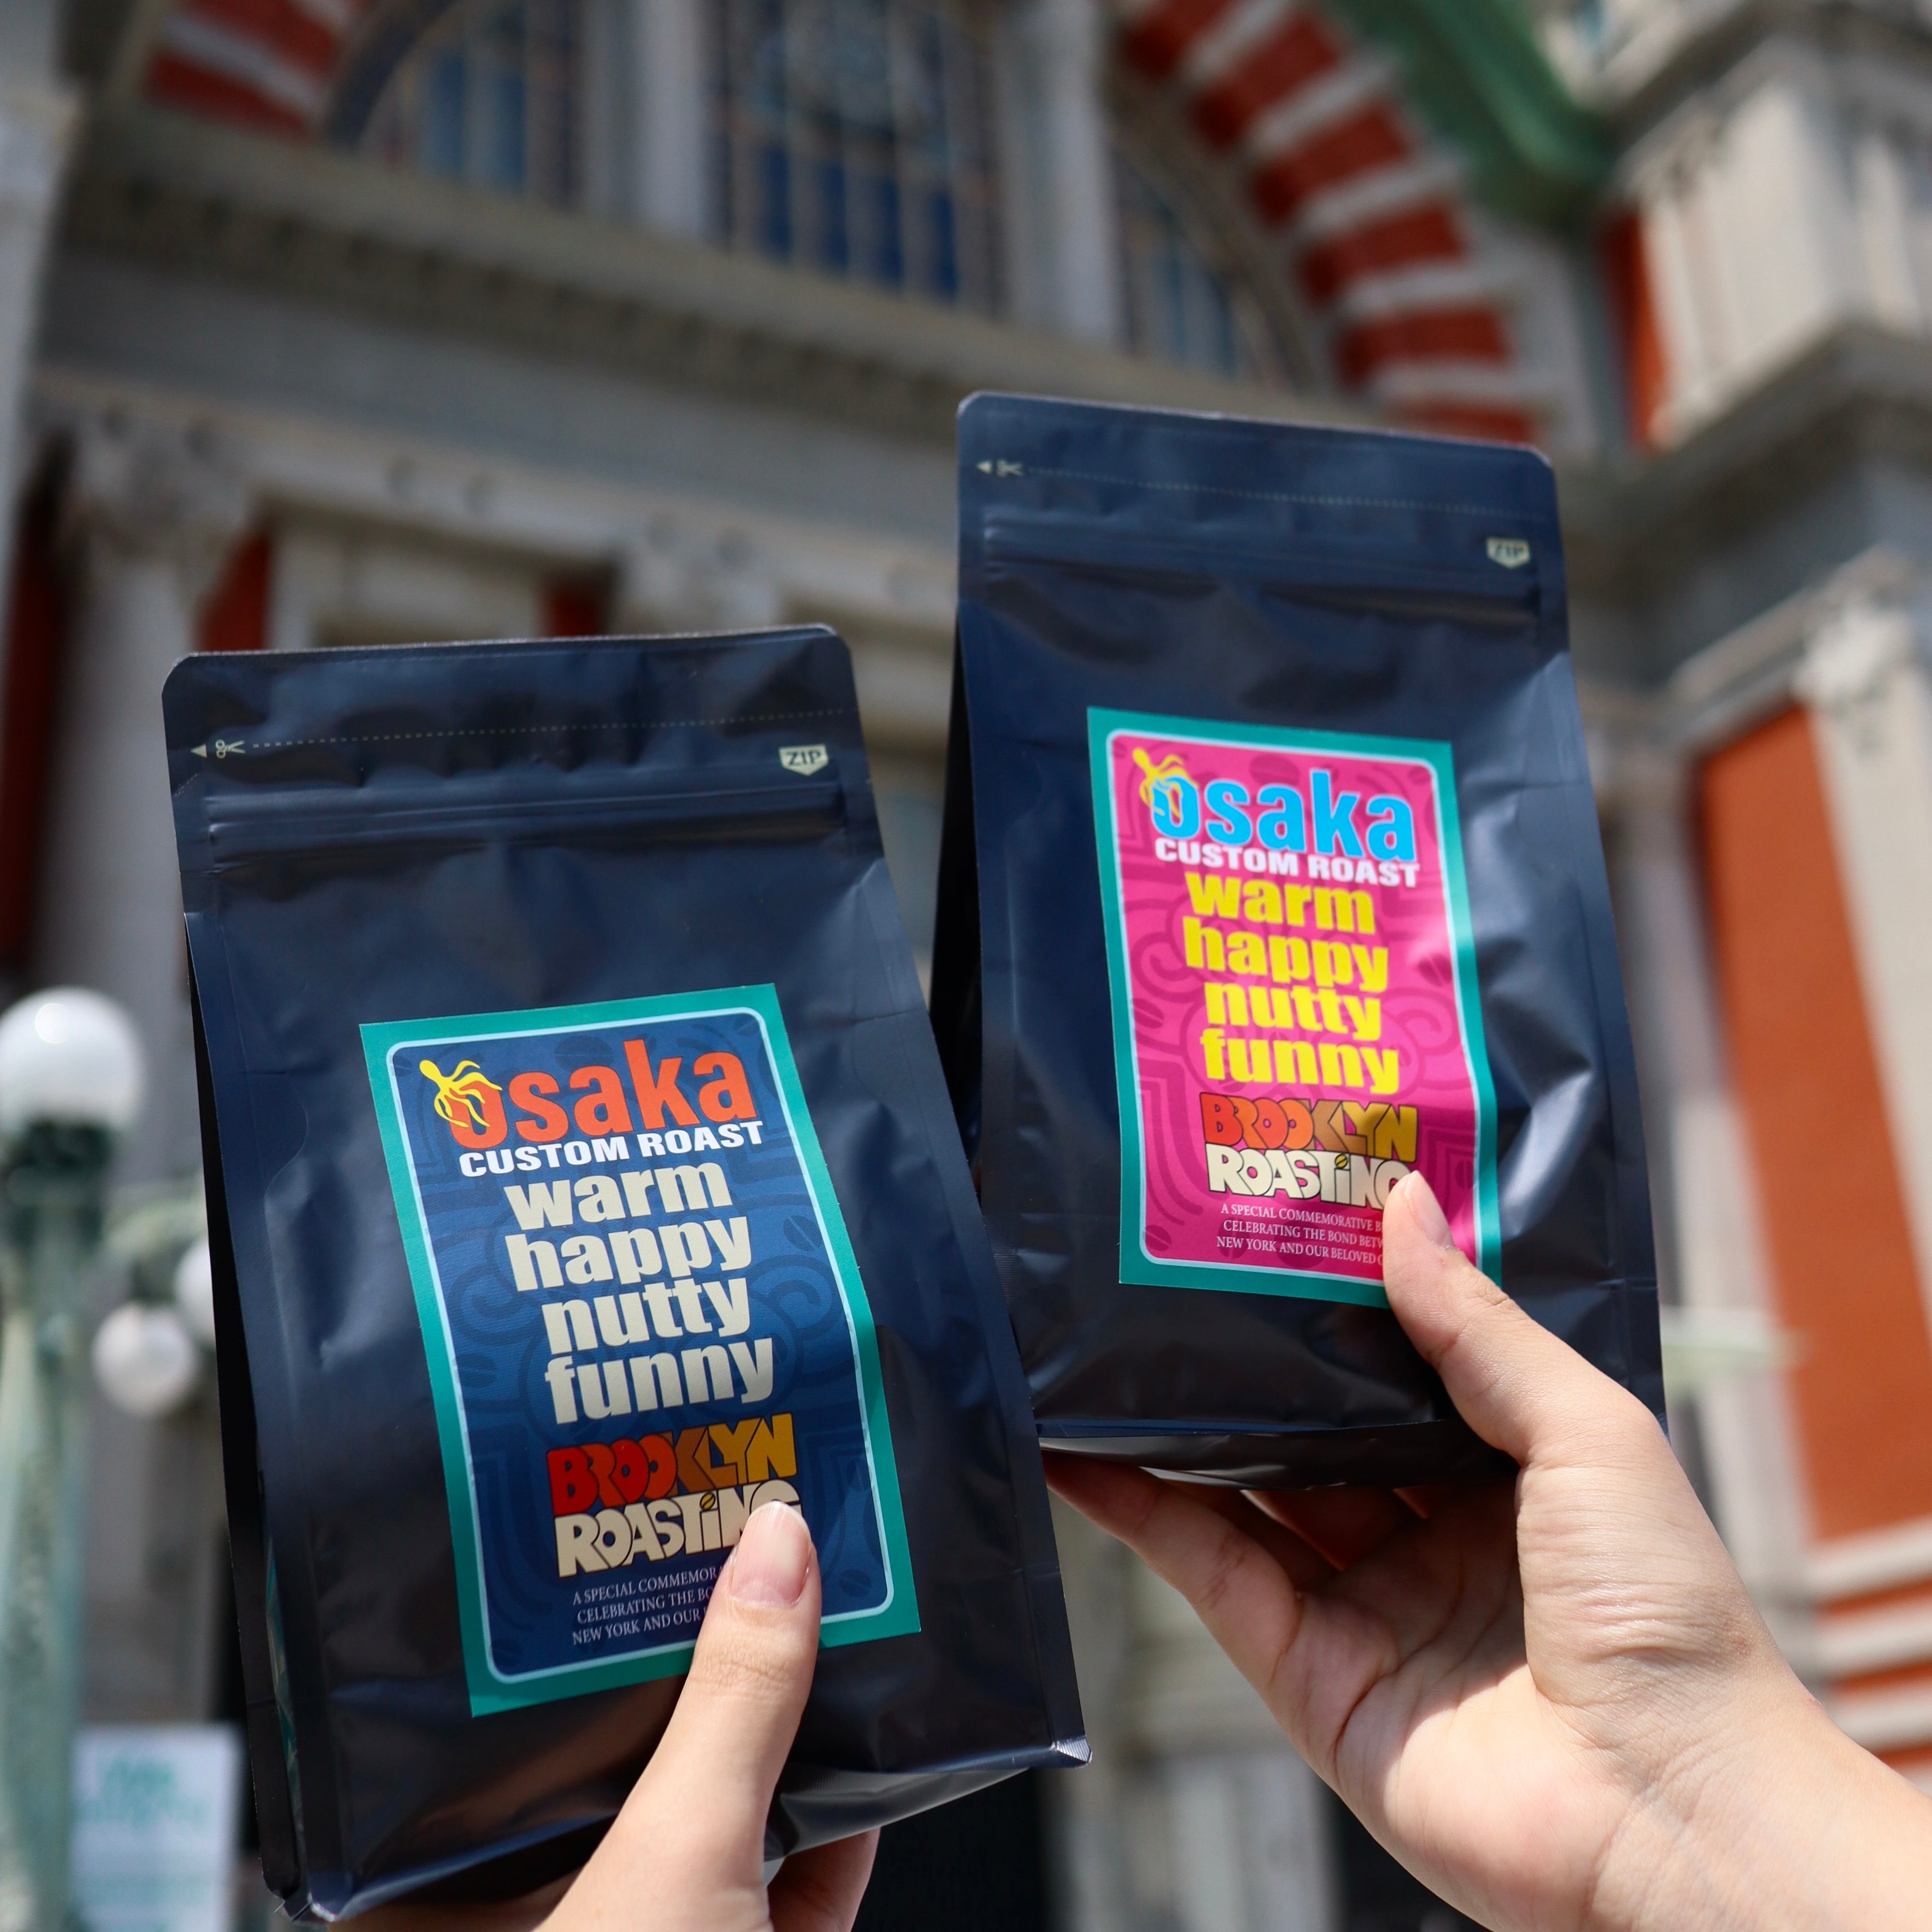 ZIP
osaka
CUSTOM ROAST
warm
happy
nutty
funny
BROOKLYN
ROASTING
A SPECIAL COMMEMOR
CELEBRATING THE BO
NEW YORK AND OUR
ZIP
osaka
CUSTOM ROAST
warm
happy
nutty
funny
BROOKLYN
ROASTING
A SPECIAL COMMEMORATIVE B
CELEBRATING THE BOND BETW
NEW YORK AND OUR BELOVED